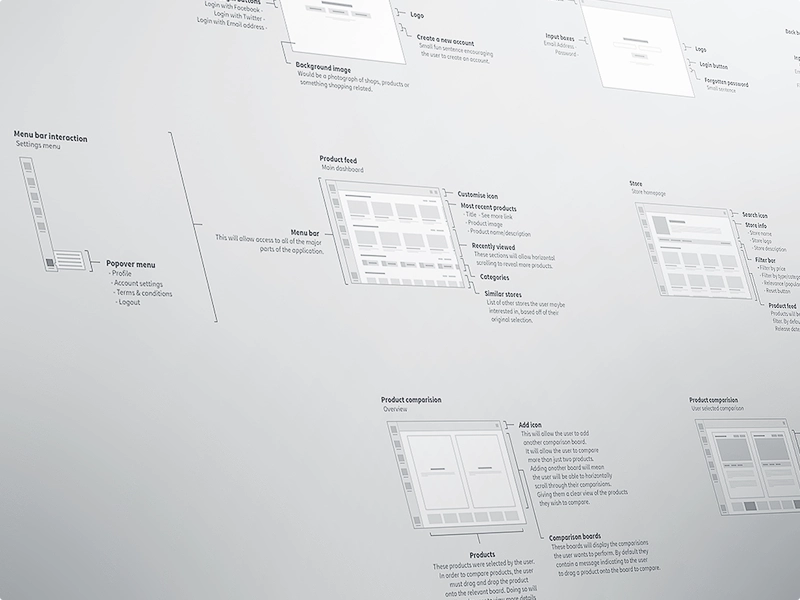 Login with Facebook -
Login with Twitter -
Login with Email address -
Logo
Create a new account
Small fun sentence encouraging
the user to create an account.
Background image
Would be a photograph of shops, products or
something shopping related.
Input boxes
Email Address -
Password -
Logo
Login button
Forgotten password
Small sentence
Menu bar interaction
Settings menu
Popover menu
- Profile
- Account settings
- Terms & conditions
- Logout
Product feed
Main dashboard
Menu bar
This will allow access to all of the major
parts of the application.
Customise icon
Most recent products
- Title - See more link
- Product image
- Product name/description
Recently viewed
These sections will allow horizontal
scrolling to reveal more products.
Categories
Similar stores
List of other stores the user maybe
interested in, based off of their
original selection.
Store
Store homepage
Search icon
Store info
- Store name
- Store logo
- Store description
Filter bar
- Filter by price
- Filter by type/categ
- Relevance (popula
- Reset button
Product feed
Products will be
filter. By defau
Release date
Product comparision
Overview
Add icon
This will allow the user to add
another comparison board.
It will allow the user to compare
more than just two products.
Adding another board will mean
the user will be able to horizontally
scroll through their comparisions.
Giving them a clear view of the products
they wish to compare.
Comparison boards
These boards will display the comparisons
the user wants to perform. By default they
contain a message indicating to the user
to drag a product onto the board to compare.
Products
These products were selected by the user.
In order to compare products, the user
must drag and drop the product
onto the relevant board. Doing so will
Product comparision
User selected comparison